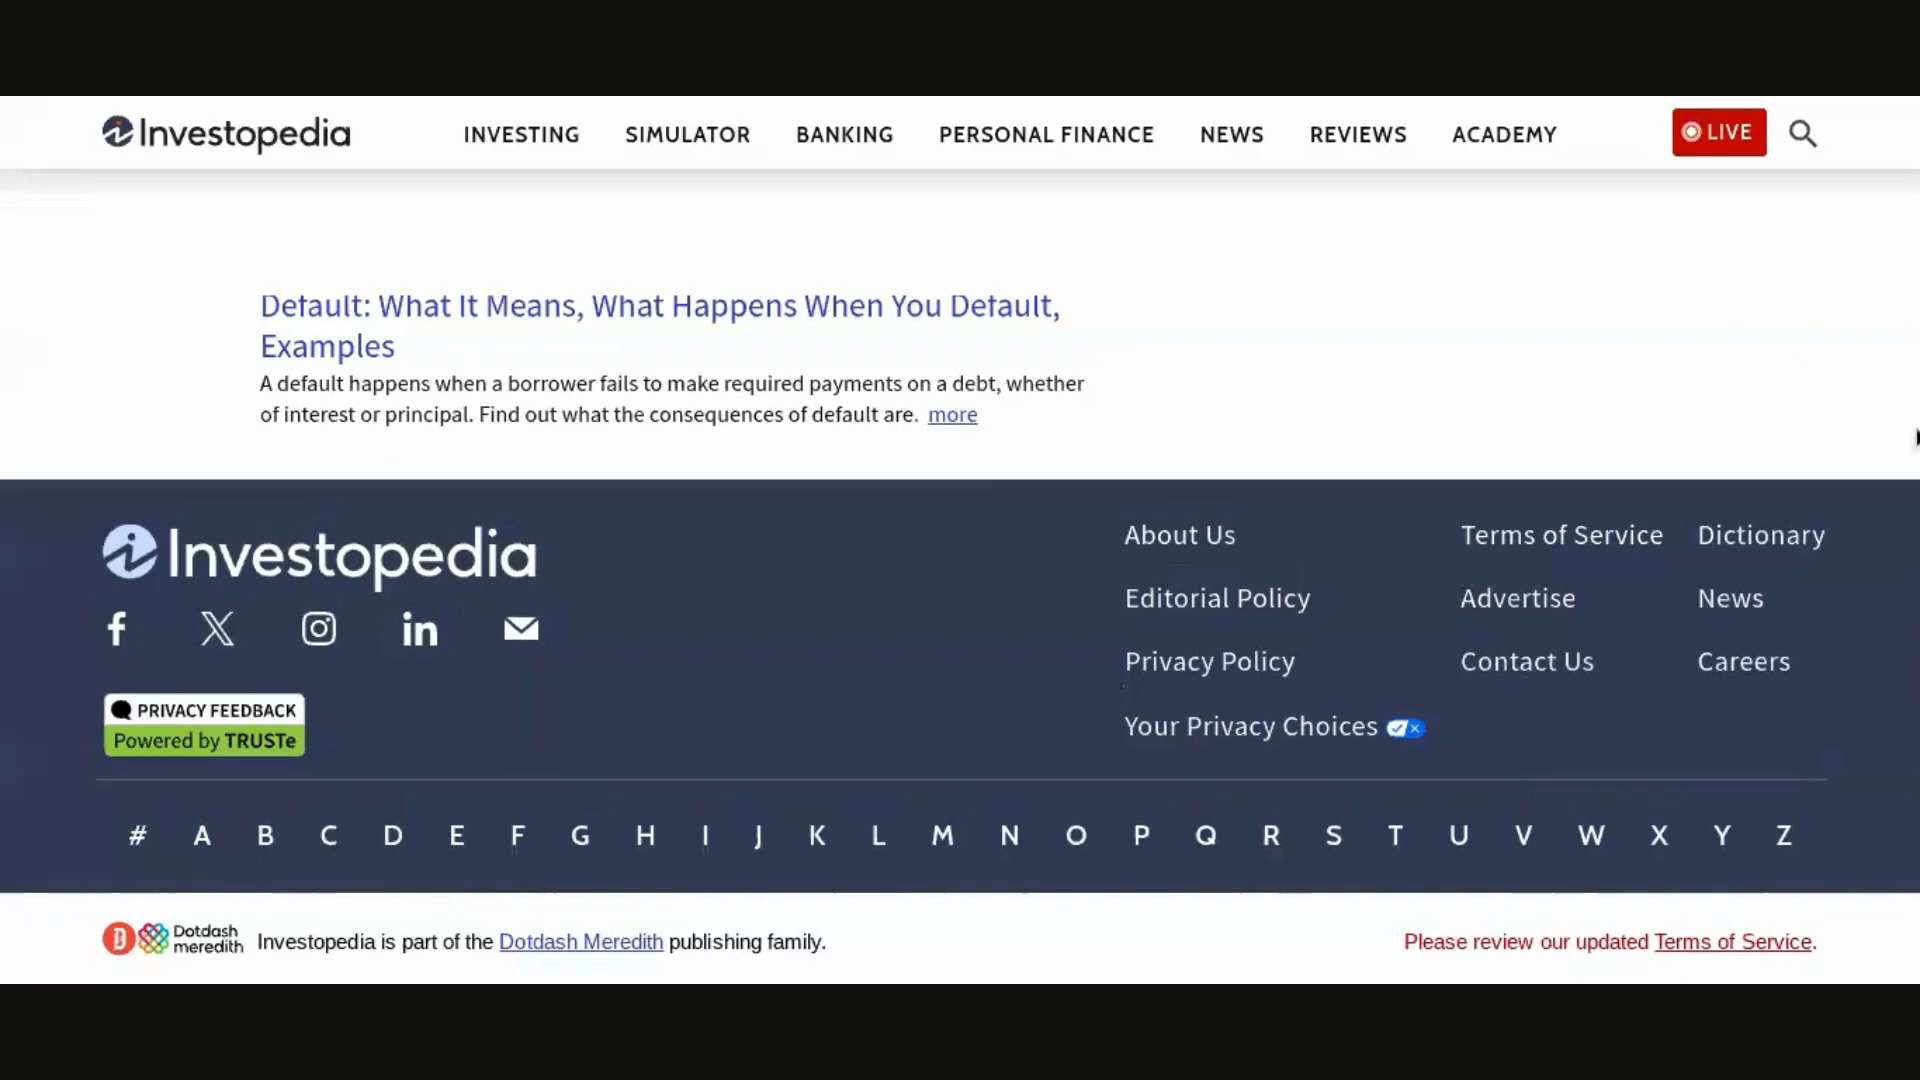 Investopedia
INVESTING SIMULATOR BANKING PERSONAL FINANCE NEWS REVIEWS ACADEMY
LIVE
Default: What It Means, What Happens When You Default,
Examples
A default happens when a borrower fails to make required payments on a debt, whether
of interest or principal. Find out what the consequences of default are. more
Investopedia
PRIVACY FEEDBACK
Powered by TRUSTe
About Us
Editorial Policy
Privacy Policy
Your Privacy Choices
Terms of Service
Advertise
Contact Us
Dictionary
News
Careers
# A B C D E F G H I J K L M N O P Q R S T U V W X Y Z
Dotdash
meredith
Investopedia is part of the Dotdash Meredith publishing family.
Please review our updated Terms of Service.